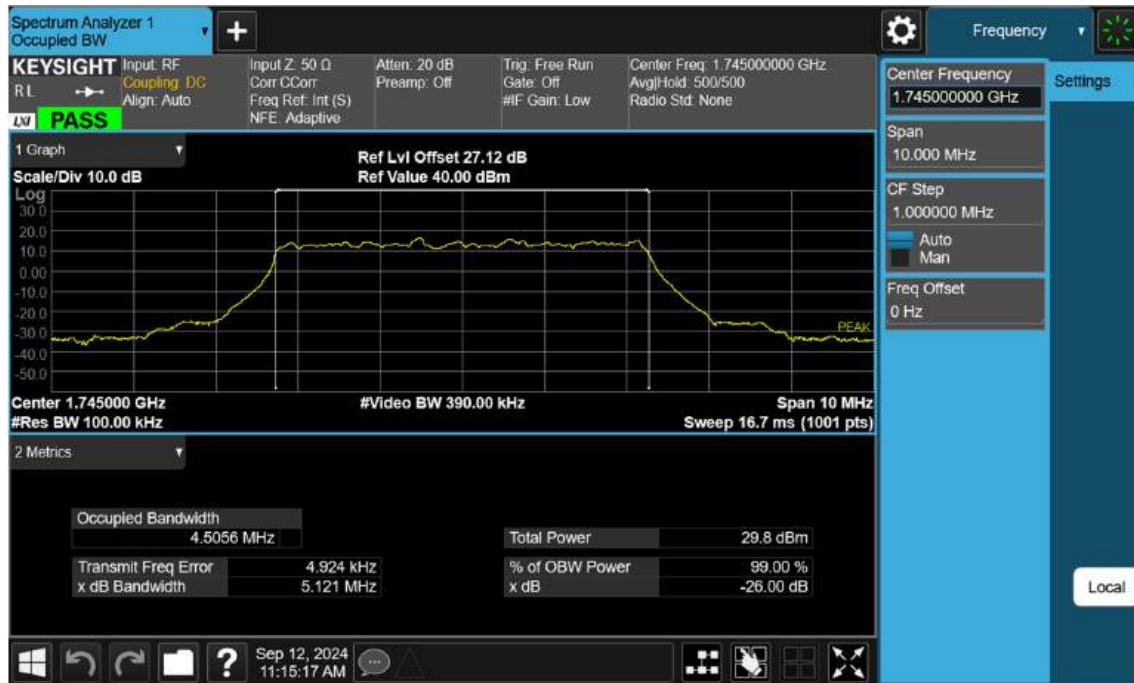 Spectrum Analyzer 1
Occupied BW
+
Frequency
KEYSIGHT
RL
LXI PASS
Input: RF
Coupling: DC
Align: Auto
Input Z: 50 Ω
Corr CCorr
Freq Ref: Int (S)
NFE: Adaptive
Atten: 20 dB
Preamp: Off
Trig: Free Run
Gate: Off
#IF Gain: Low
Center Freq: 1.745000000 GHz
Avg|Hold: 500/500
Radio Std: None
Center Frequency
1.745000000 GHz
Settings
Span
10.000 MHz
CF Step
1.000000 MHz
Auto
Man
Freq Offset
0 Hz
Local
1 Graph
Scale/Div 10.0 dB
Ref Lvl Offset 27.12 dB
Ref Value 40.00 dBm
Log
30.0
20.0
10.0
0.00
-10.0
-20.0
-30.0
-40.0
-50.0
PEAK
Center 1.745000 GHz
#Video BW 390.00 kHz
Span 10 MHz
#Res BW 100.00 kHz
Sweep 16.7 ms (1001 pts)
2 Metrics
Occupied Bandwidth
4.5056 MHz
Total Power 29.8 dBm
Transmit Freq Error 4.924 kHz
% of OBW Power 99.00 %
x dB Bandwidth 5.121 MHz
x dB -26.00 dB
?
Sep 12, 2024
11:15:17 AM